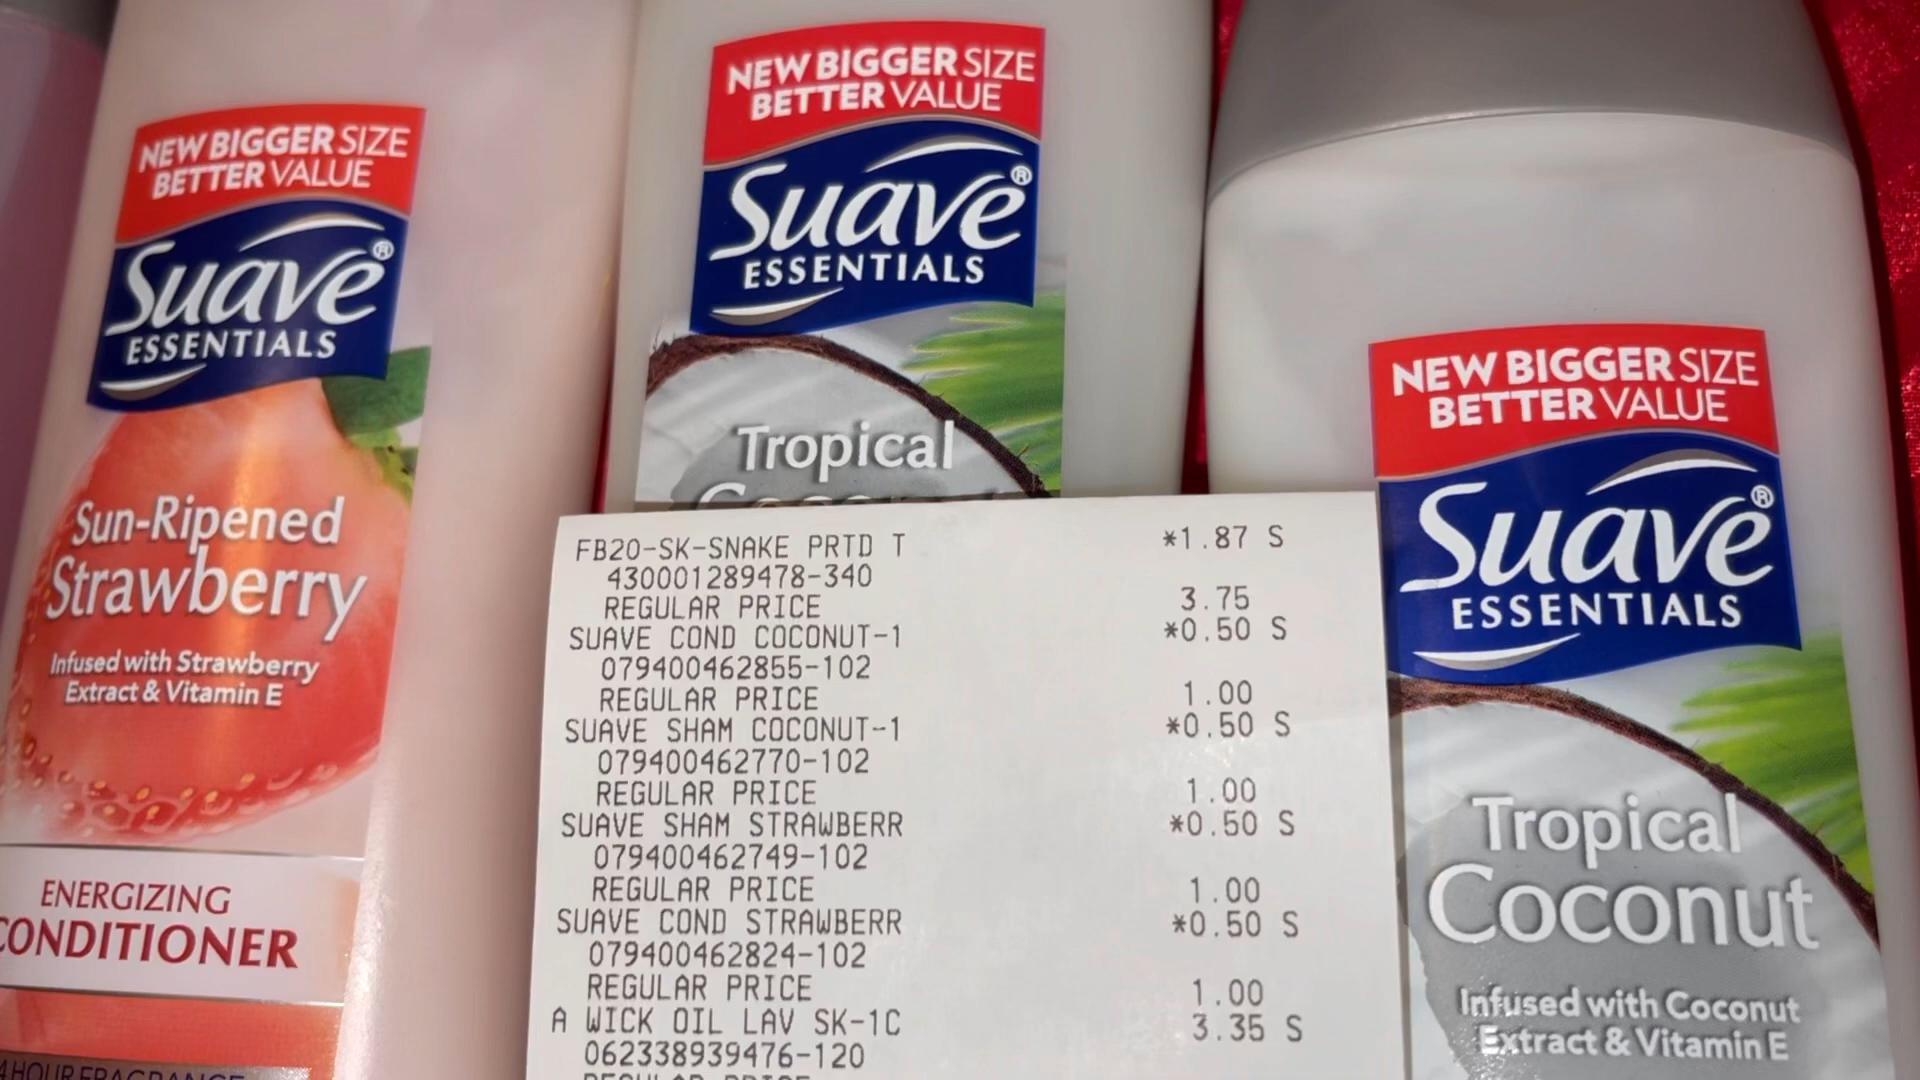 NEW BIGGER SIZE
BETTER VALUE
Suave®
ESSENTIALS
Sun-Ripened
Strawberry
Infused with Strawberry
Extract & Vitamin E
ENERGIZING
CONDITIONER
4 HOUR FRAGRANCE
NEW BIGGER SIZE
BETTER VALUE
Suave®
ESSENTIALS
Tropical
NEW BIGGER SIZE
BETTER VALUE
Suave®
ESSENTIALS
Tropical
Coconut
Infused with Coconut
Extract & Vitamin E
FB20-SK-SNAKE PRTD T *1.87 S
430001289478-340
REGULAR PRICE 3.75
SUAVE COND COCONUT-1 *0.50 S
079400462855-102
REGULAR PRICE 1.00
SUAVE SHAM COCONUT-1 *0.50 S
079400462770-102
REGULAR PRICE 1.00
SUAVE SHAM STRAWBERR *0.50 S
079400462749-102
REGULAR PRICE 1.00
SUAVE COND STRAWBERR *0.50 S
079400462824-102
REGULAR PRICE 1.00
A WICK OIL LAV SK-1C 3.35 S
062338939476-120
REGULAR PRICE